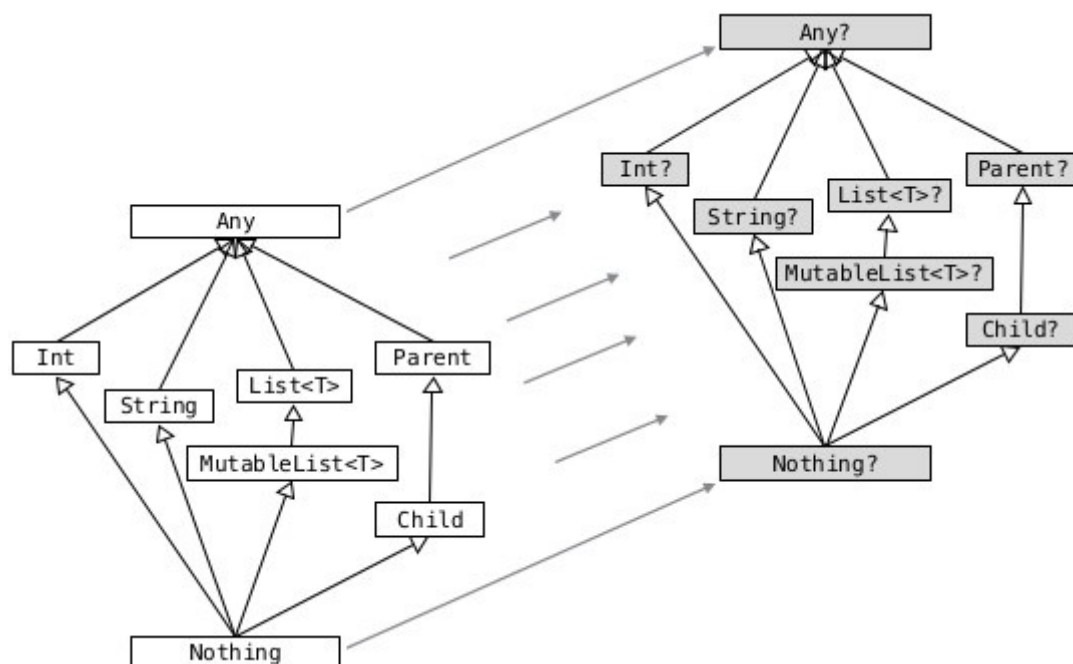 Any?
Int?
Parent?
List<T>?
String?
MutableList<T>?
Child?
Nothing?
Any
Int
Parent
List<T>
String
MutableList<T>
Child
Nothing